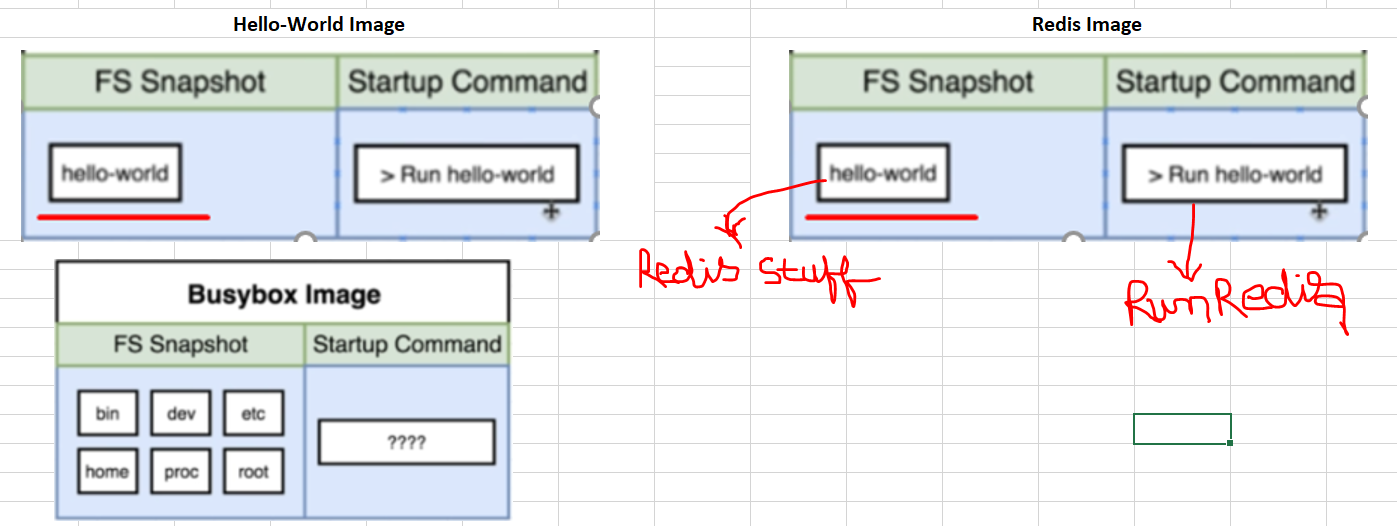 Hello-World Image
Redis Image
FS Snapshot
Startup Command
hello-world
> Run hello-world
FS Snapshot
Startup Command
hello-world
> Run hello-world
Redis Stuff
Run Redis
Busybox Image
FS Snapshot
Startup Command
bin
dev
etc
home
proc
root
????